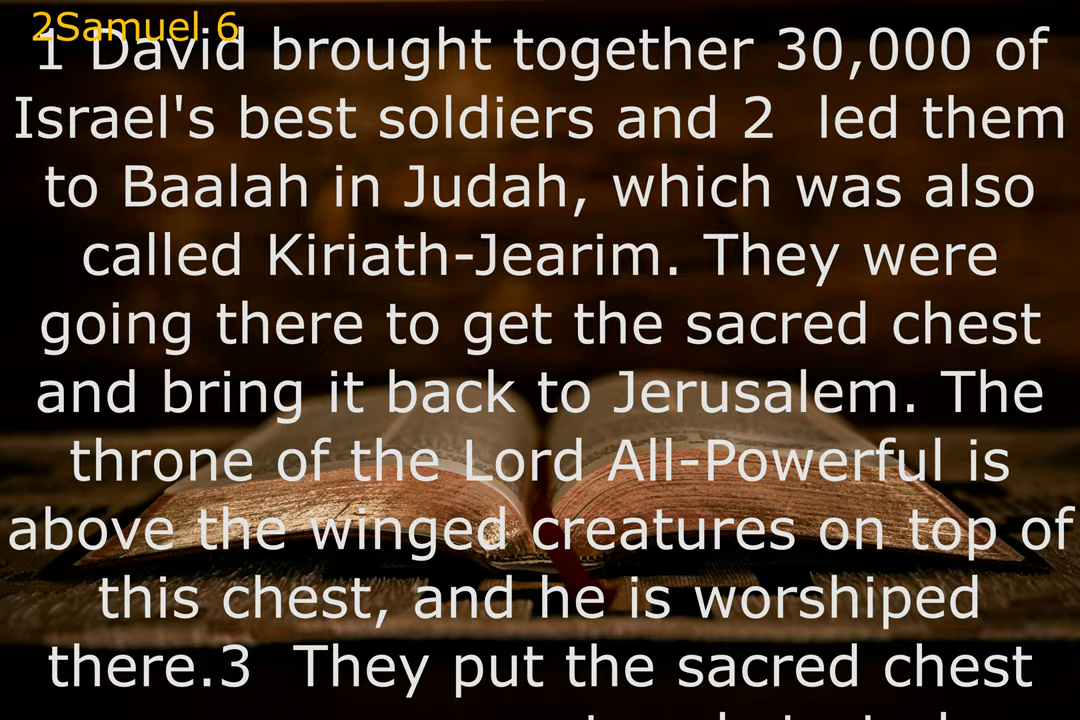 2Samuel 6
1 David brought together 30,000 of
Israel's best soldiers and 2 led them
to Baalah in Judah, which was also
called Kiriath-Jearim. They were
going there to get the sacred chest
and bring it back to Jerusalem. The
throne of the Lord All-Powerful is
above the winged creatures on top of
this chest, and he is worshiped
there.3 They put the sacred chest